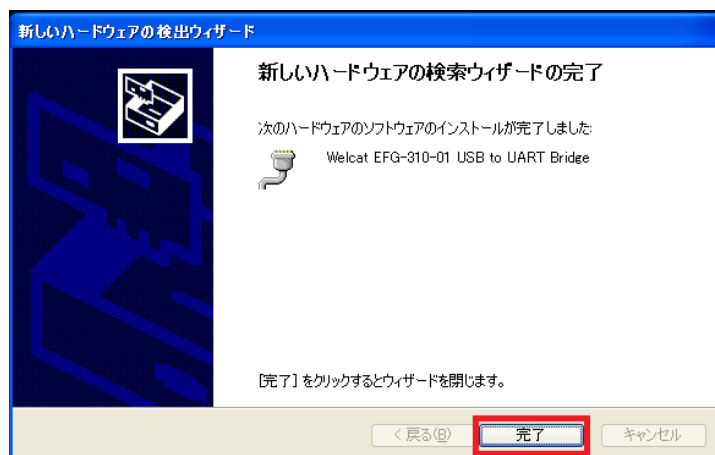 新しいハードウェアの検出ウィザード
新しいハードウェアの検索ウィザードの完了
次のハードウェアのソフトウェアのインストールが完了しました:
Welcat EFG-310-01 USB to UART Bridge
[完了] をクリックするとウィザードを閉じます。
< 戻る(B) 完了 キャンセル